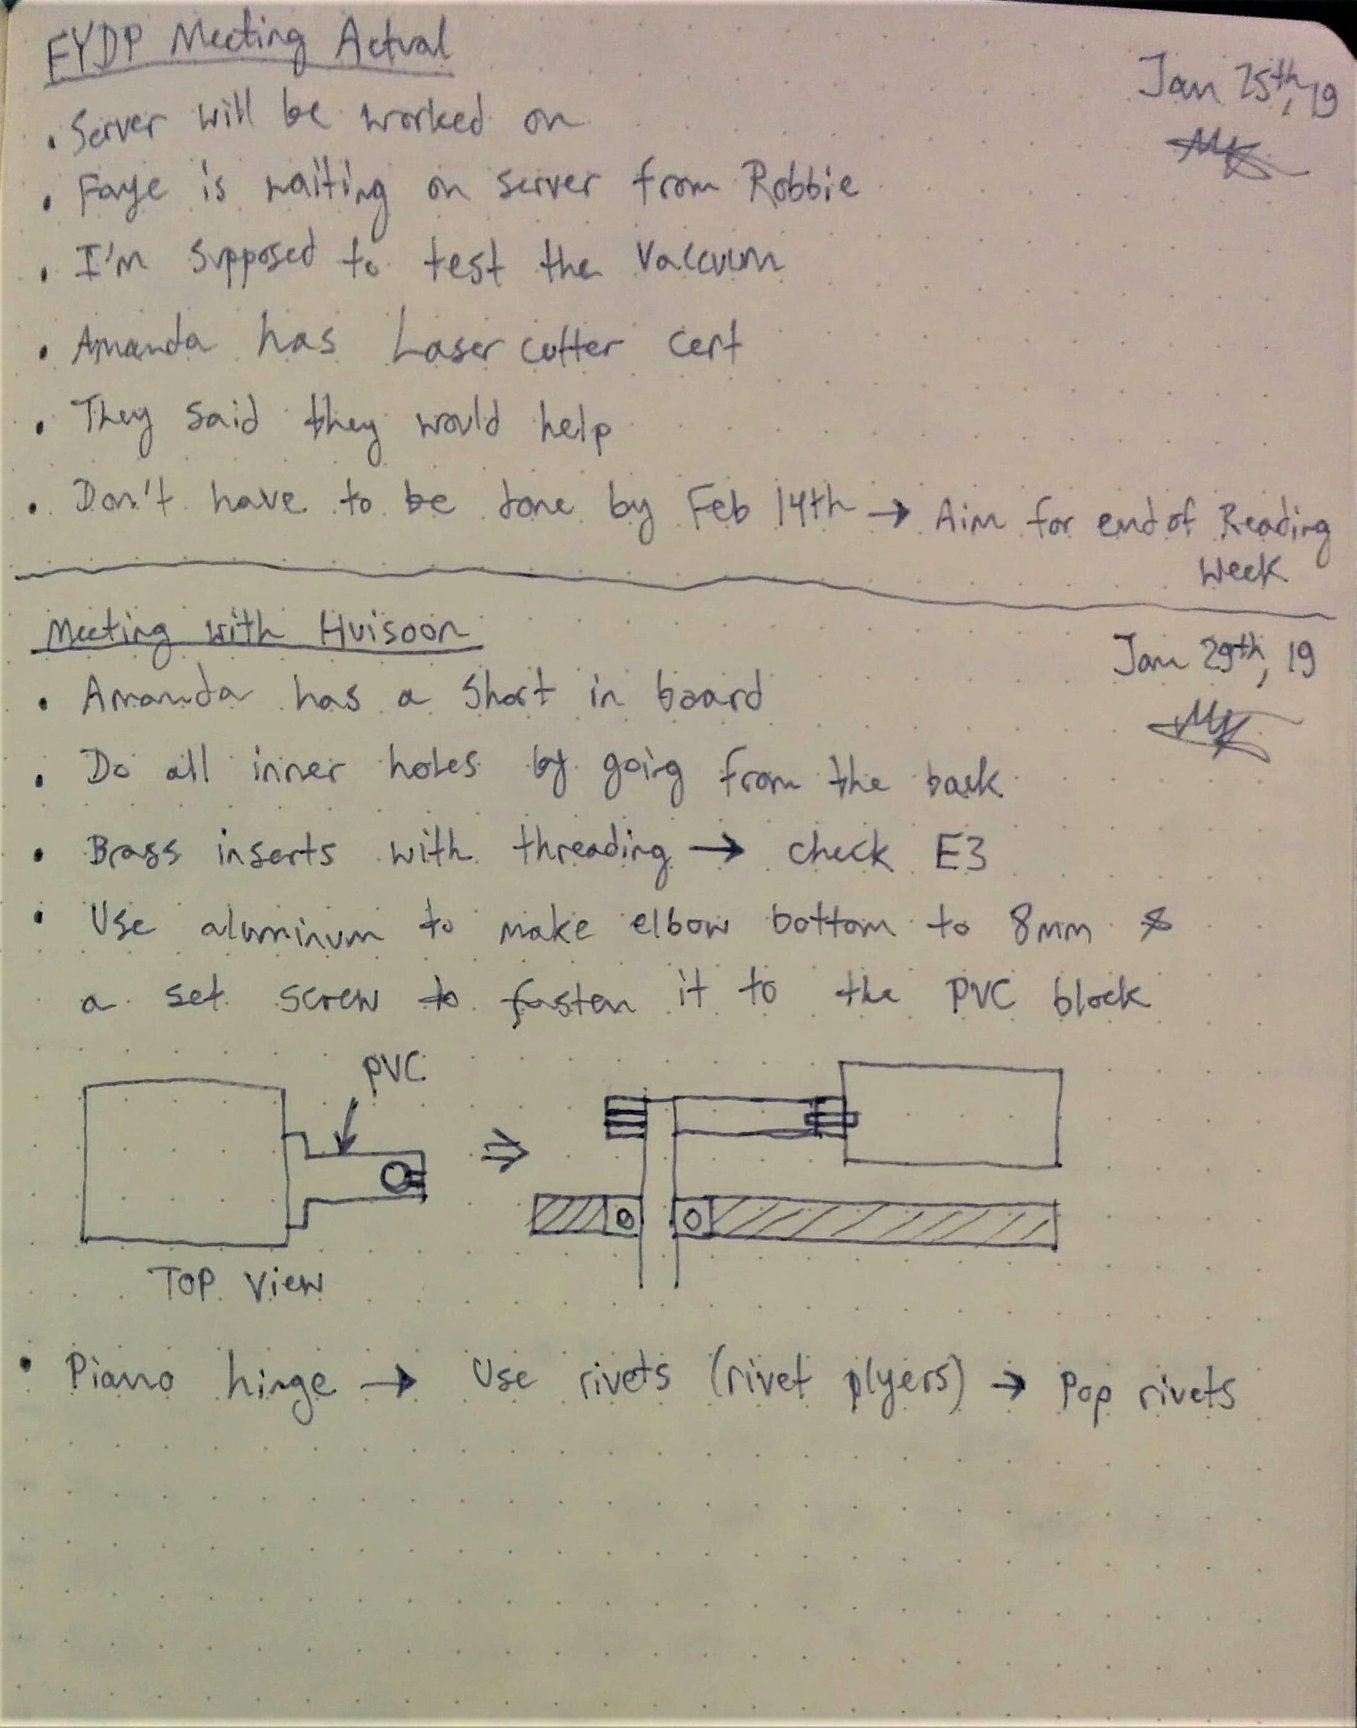 FYDP Meeting Actual
Jan 25th, 19
• Server will be worked on
• Faye is waiting on server from Robbie
• I'm supposed to test the Vaccuum
• Amanda has Laser cutter cert
• They said they would help
• Don't have to be done by Feb 14th → Aim for end of Reading
Week
Meeting with Huisoon
Jan 29th, 19
• Amanda has a short in board
• Do all inner holes by going from the back
• Brass inserts with threading → check E3
• Use aluminum to make elbow bottom to 8mm &
a set screw to fasten it to the PVC block
PVC
⇒
TOP View
• Piano hinge → Use rivets (rivet plyers) → Pop rivets